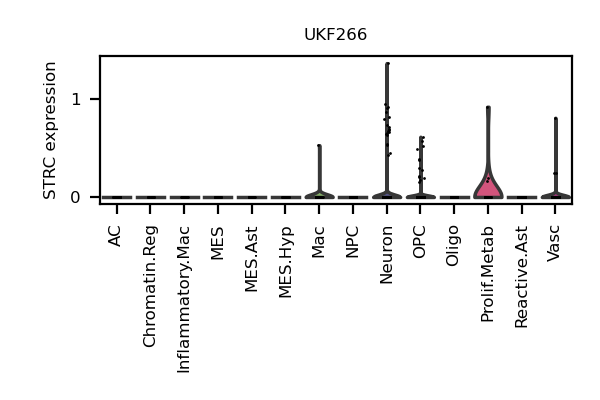 UKF266
STRC expression
1
0
AC
Chromatin.Reg
Inflammatory.Mac
MES
MES.Ast
MES.Hyp
Mac
NPC
Neuron
OPC
Oligo
Prolif.Metab
Reactive.Ast
Vasc